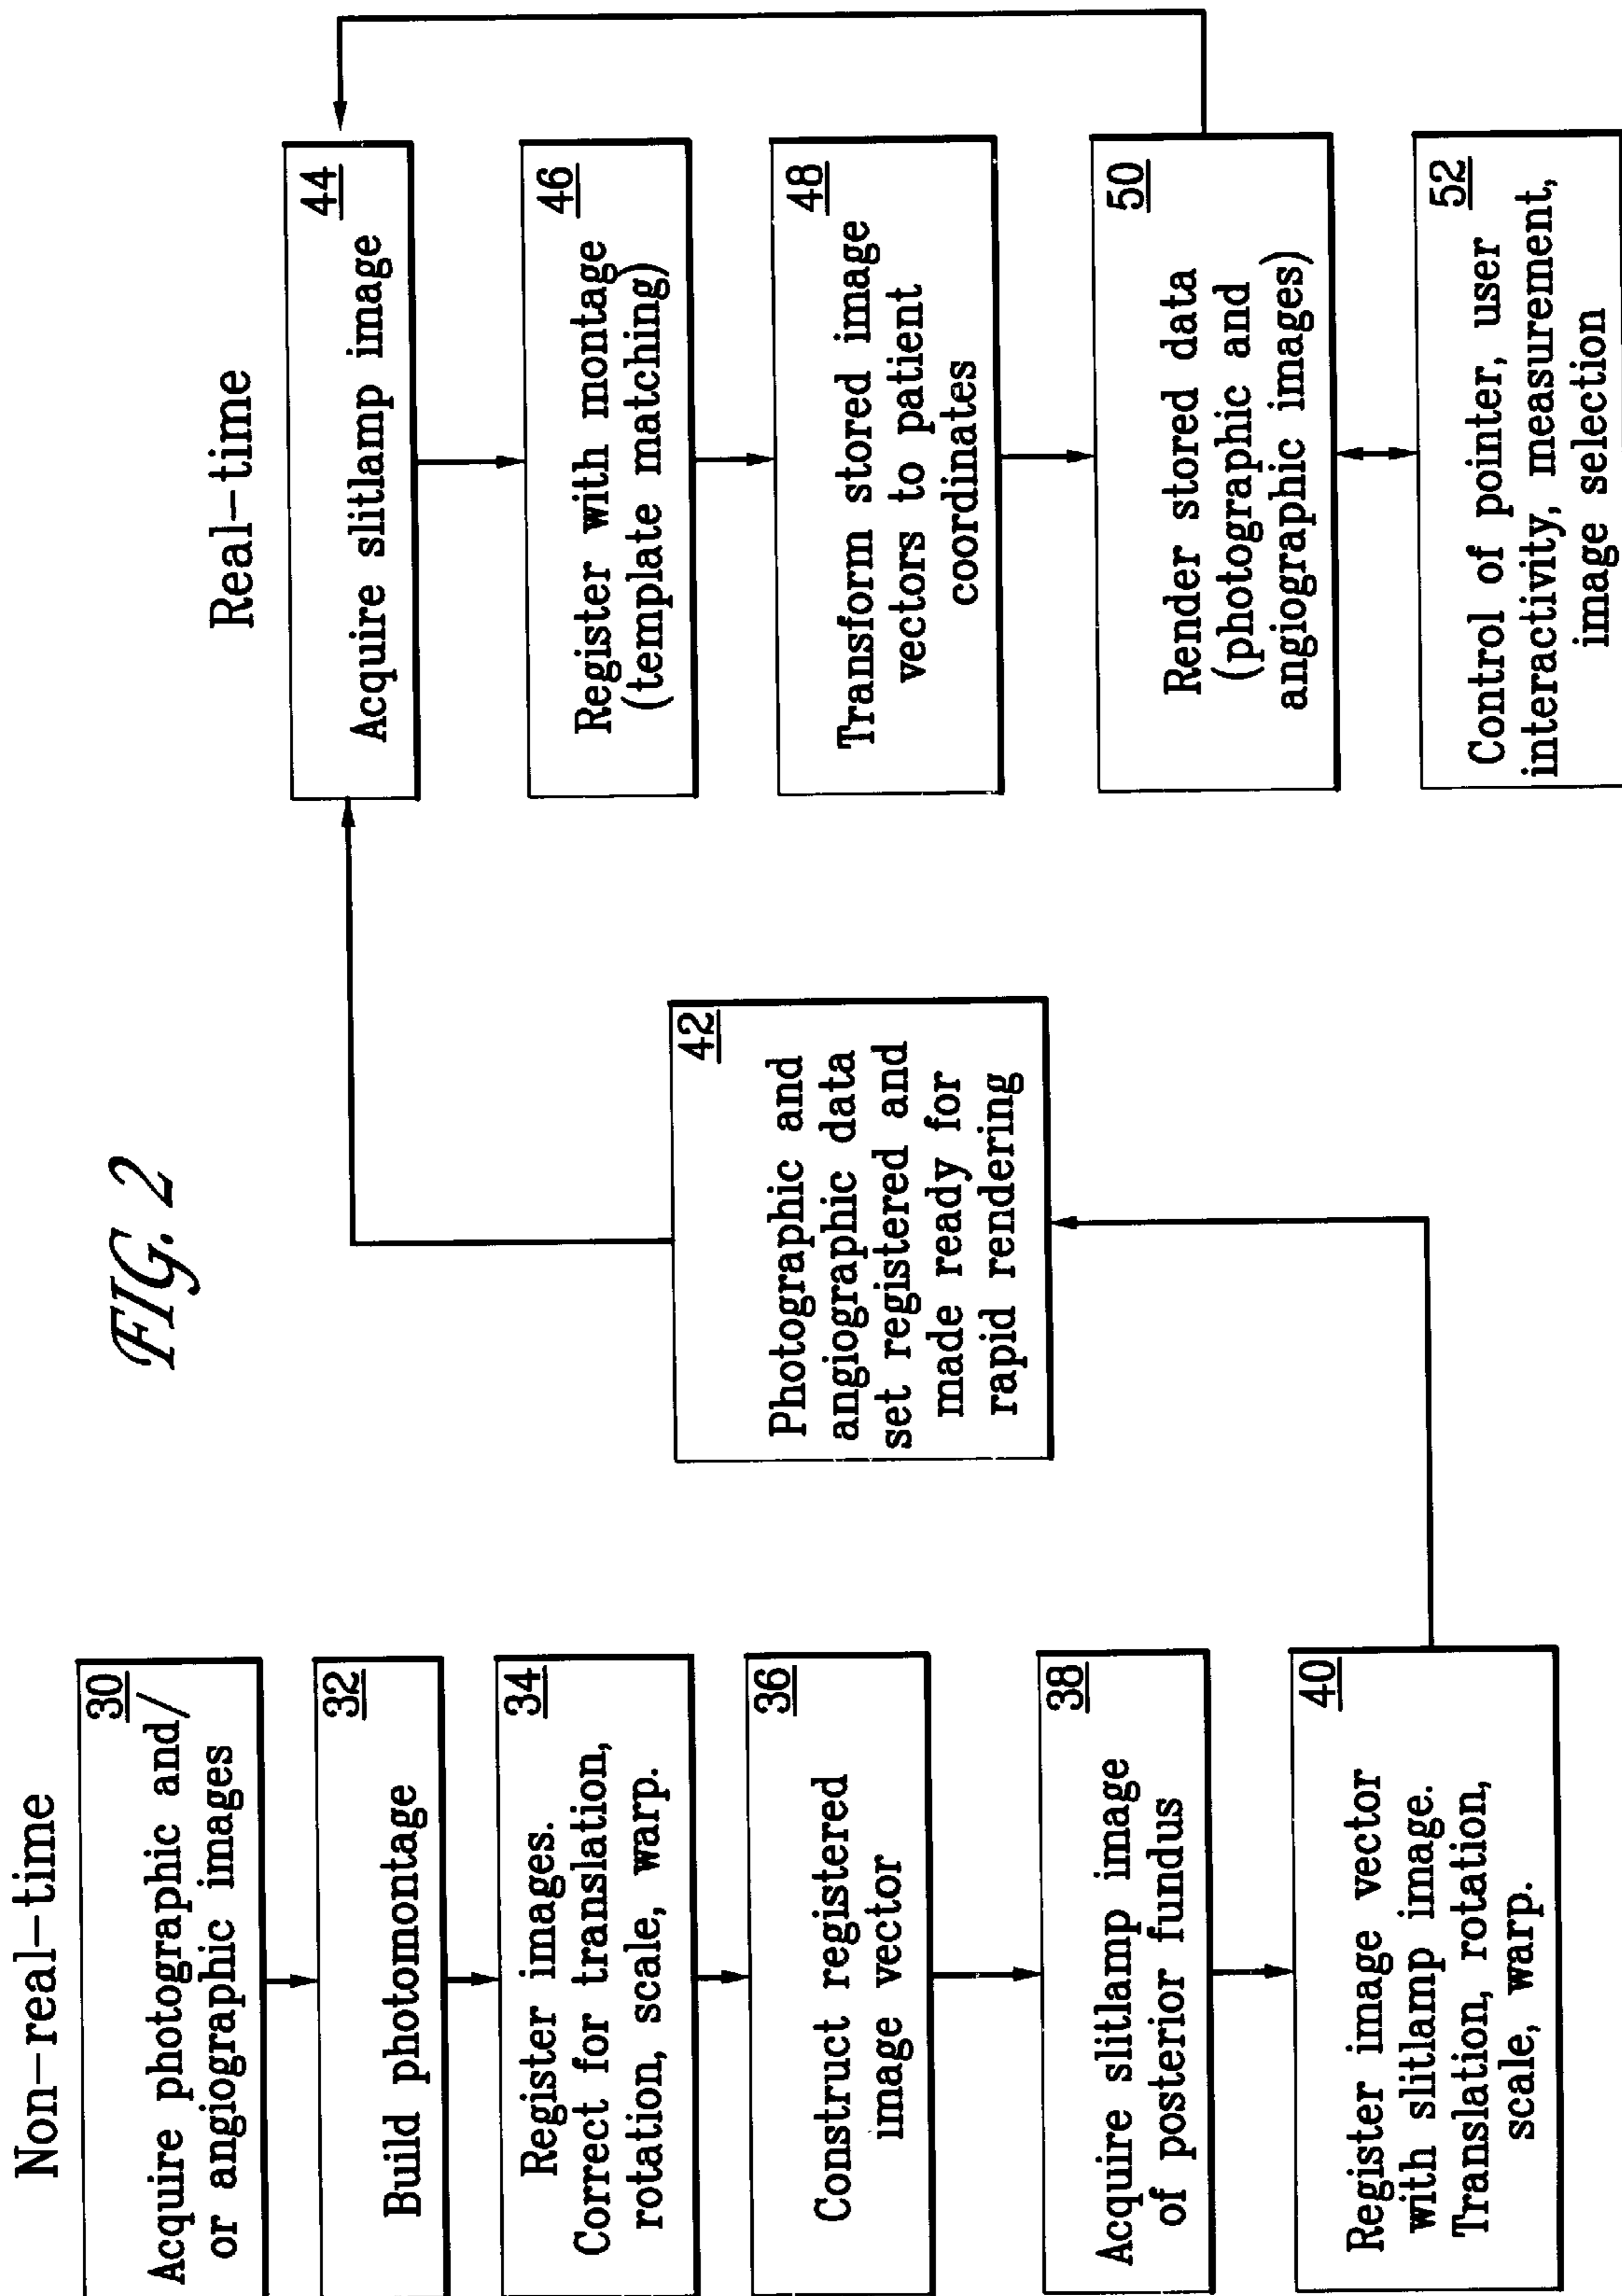 FIG. 2
Non-real-time
30
Acquire photographic and/
or angiographic images
32
Build photomontage
34
Register images.
Correct for translation,
rotation, scale, warp.
36
Construct registered
image vector
38
Acquire slitlamp image
of posterior fundus
40
Register image vector
with slitlamp image.
Translation, rotation,
scale, warp.
42
Photographic and
angiographic data
set registered and
made ready for
rapid rendering
Real-time
44
Acquire slitlamp image
46
Register with montage
(template matching)
48
Transform stored image
vectors to patient
coordinates
50
Render stored data
(photographic and
angiographic images)
52
Control of pointer, user
interactivity, measurement,
image selection